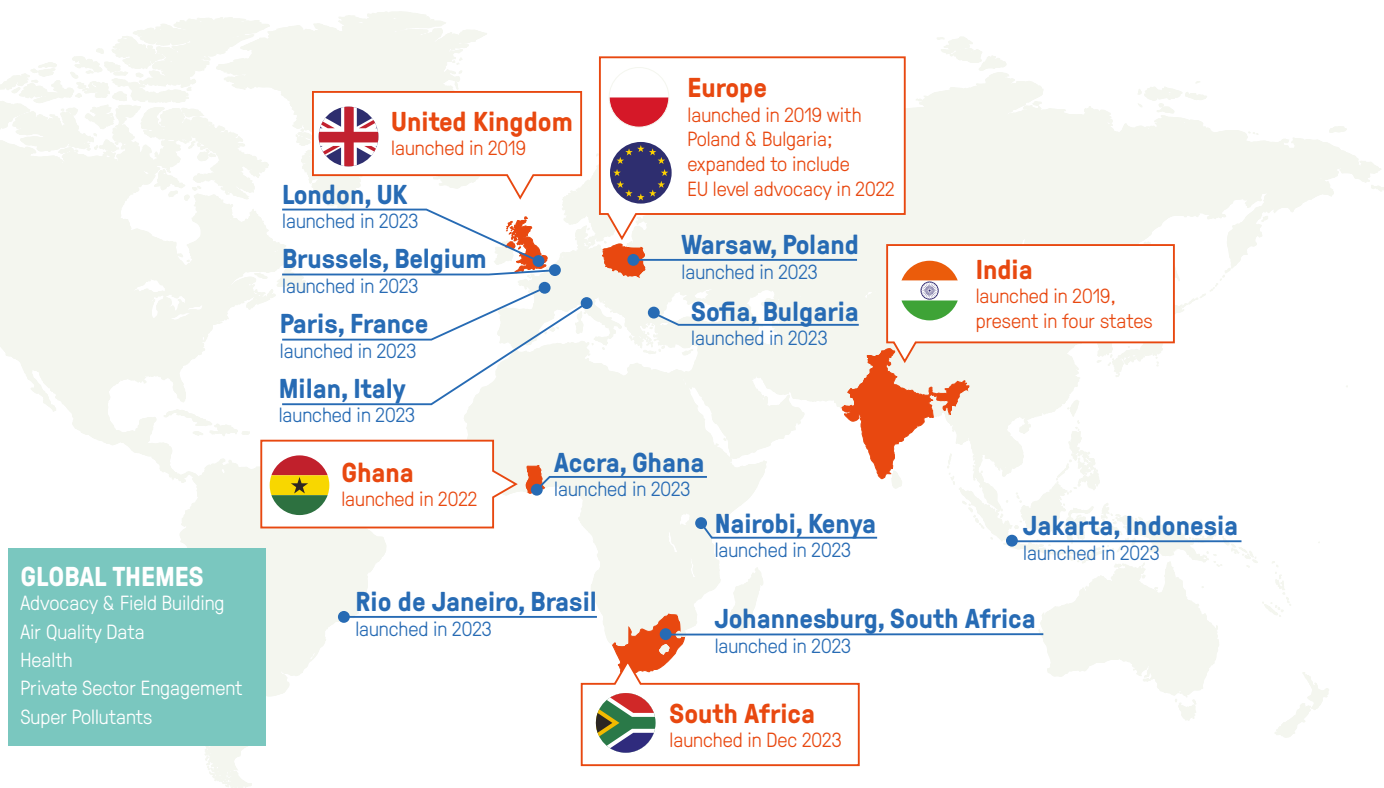 United Kingdom
launched in 2019
Europe
launched in 2019 with
Poland & Bulgaria;
expanded to include
EU level advocacy in 2022
London, UK
launched in 2023
Brussels, Belgium
launched in 2023
Paris, France
launched in 2023
Milan, Italy
launched in 2023
Warsaw, Poland
launched in 2023
Sofia, Bulgaria
launched in 2023
India
launched in 2019,
present in four states
Ghana
launched in 2022
Accra, Ghana
launched in 2023
Nairobi, Kenya
launched in 2023
Jakarta, Indonesia
launched in 2023
GLOBAL THEMES
Advocacy & Field Building
Air Quality Data
Health
Private Sector Engagement
Super Pollutants
Rio de Janeiro, Brasil
launched in 2023
Johannesburg, South Africa
launched in 2023
South Africa
launched in Dec 2023